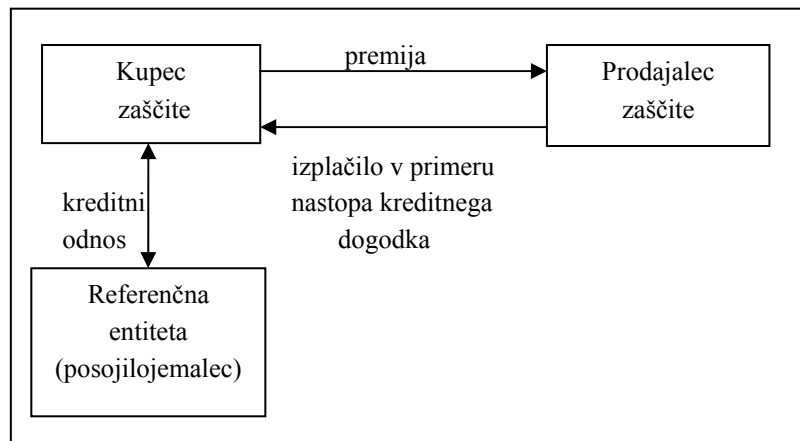 Kupec
zaščite
premija
Prodajalec
zaščite
izplačilo v primeru
nastopa kreditnega
dogodka
kreditni
odnos
Referenčna
entiteta
(posojilojemalec)